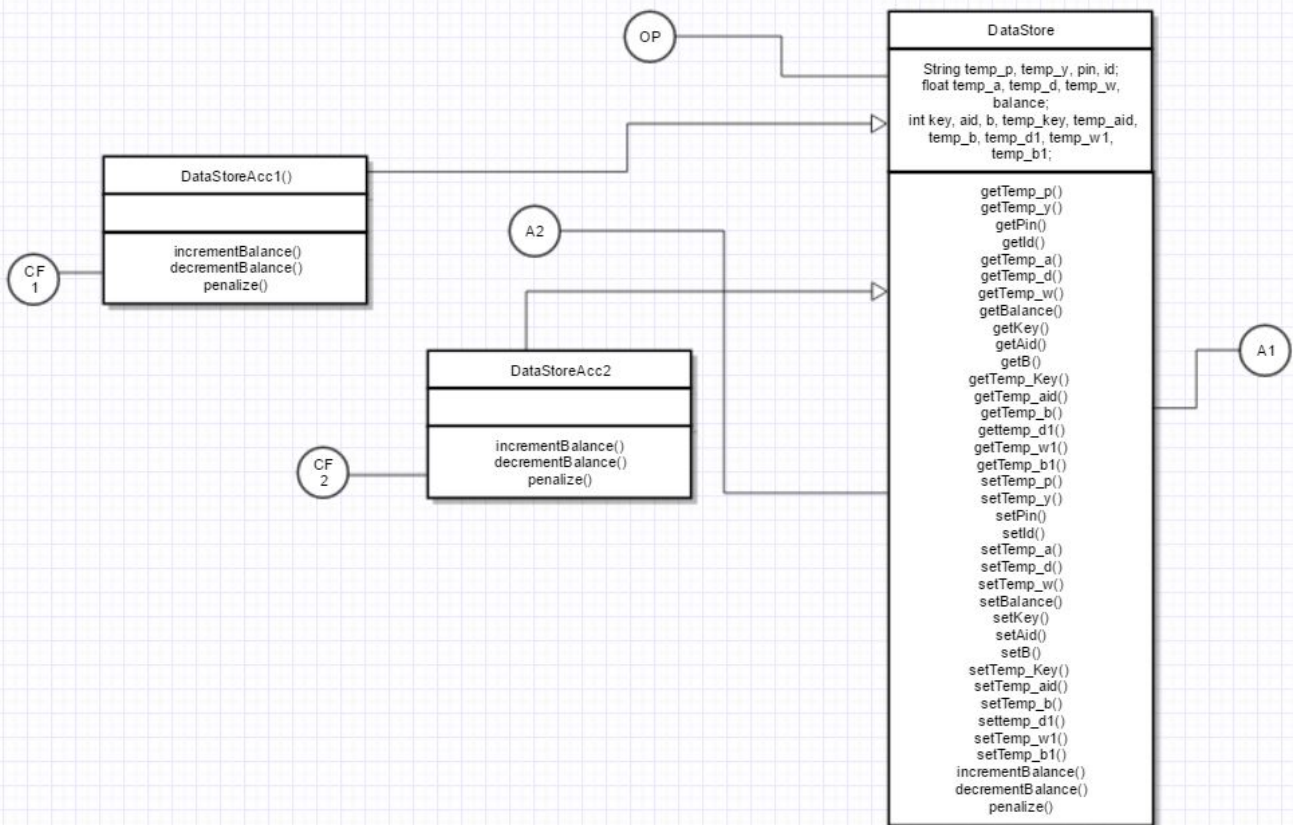 OP
DataStore
String temp_p, temp_y, pin, id;
float temp_a, temp_d, temp_w,
balance;
int key, aid, b, temp_key, temp_aid,
temp_b, temp_d1, temp_w1,
temp_b1;
DataStoreAcc1()
incrementBalance()
decrementBalance()
penalize()
CF
1
A2
DataStoreAcc2
incrementBalance()
decrementBalance()
penalize()
CF
2
getTemp_p()
getTemp_y()
getPin()
getId()
getTemp_a()
getTemp_d()
getTemp_w()
getBalance()
getKey()
getAid()
getB()
getTemp_Key()
getTemp_aid()
getTemp_b()
gettemp_d1()
getTemp_w1()
getTemp_b1()
setTemp_p()
setTemp_y()
setPin()
setId()
setTemp_a()
setTemp_d()
setTemp_w()
setBalance()
setKey()
setAid()
setB()
setTemp_Key()
setTemp_aid()
setTemp_b()
settemp_d1()
setTemp_w1()
setTemp_b1()
incrementBalance()
decrementBalance()
penalize()
A1